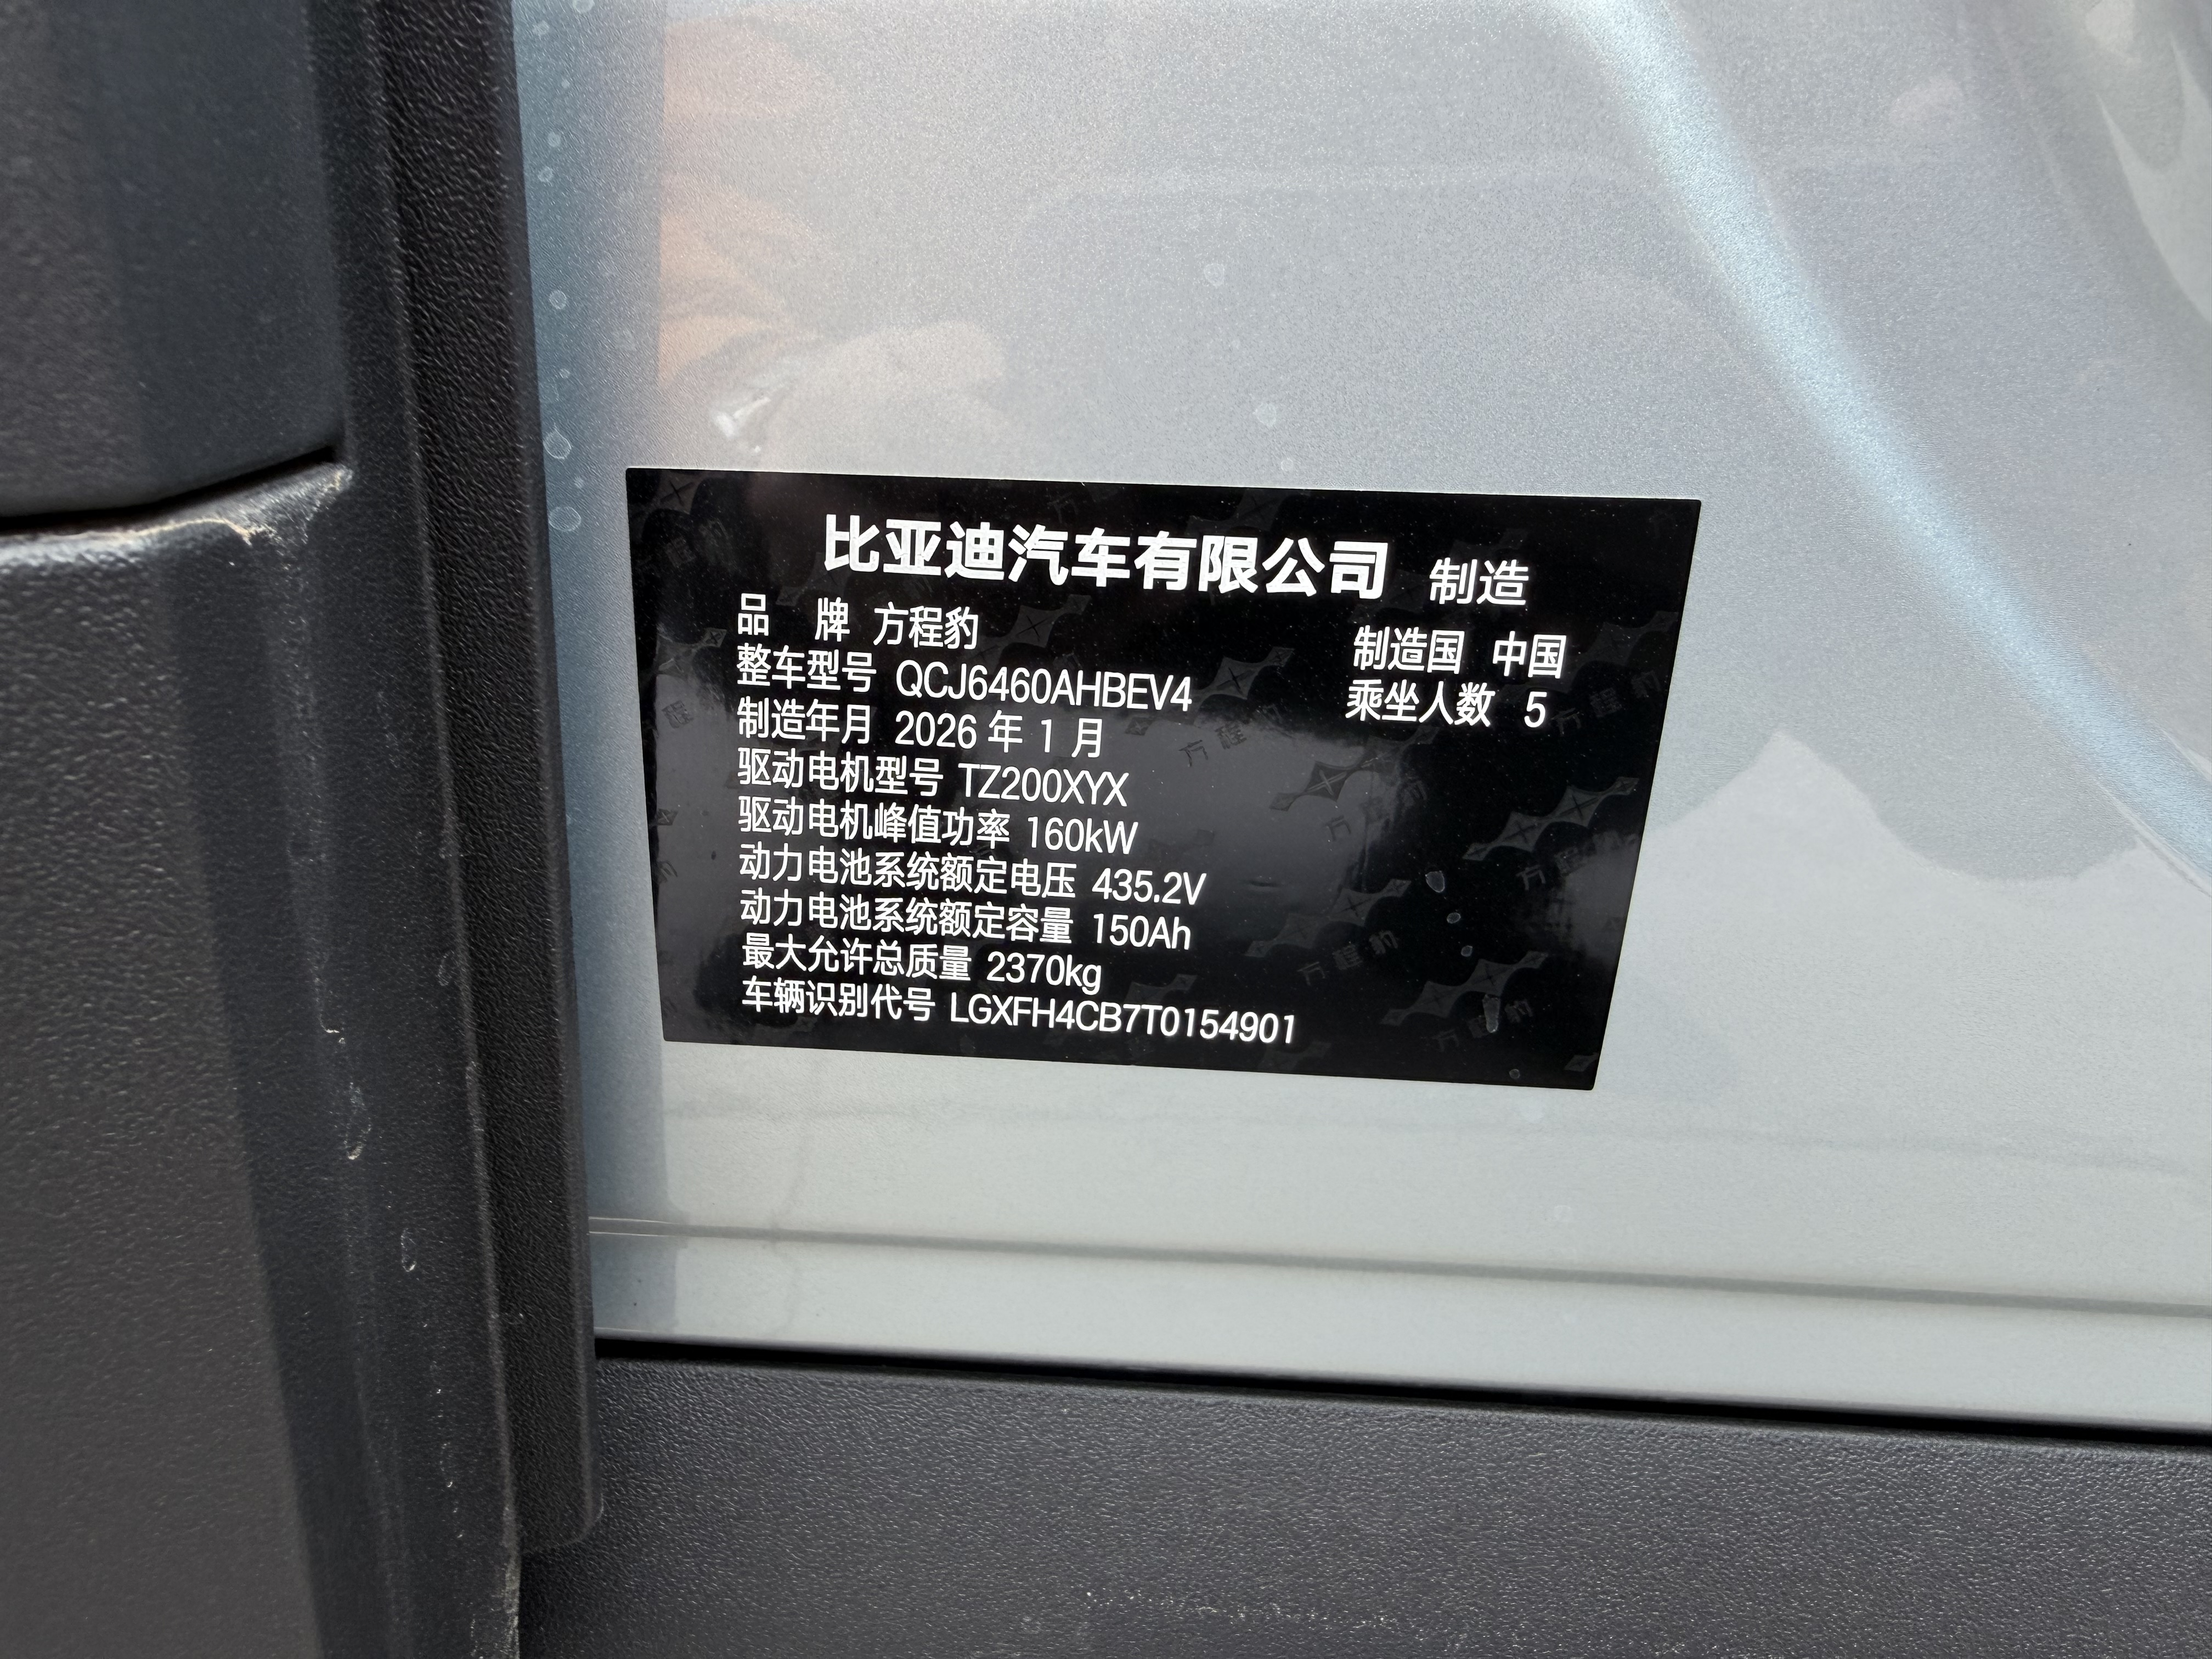 比亚迪汽车有限公司 制造
品 牌 方程豹
制造国 中国
整车型号 QCJ6460AHBEV4
乘坐人数 5
制造年月 2026 年 1 月
驱动电机型号 TZ200XYX
驱动电机峰值功率 160kW
动力电池系统额定电压 435.2V
动力电池系统额定容量 150Ah
最大允许总质量 2370kg
车辆识别代号 LGXFH4CB7T0154901